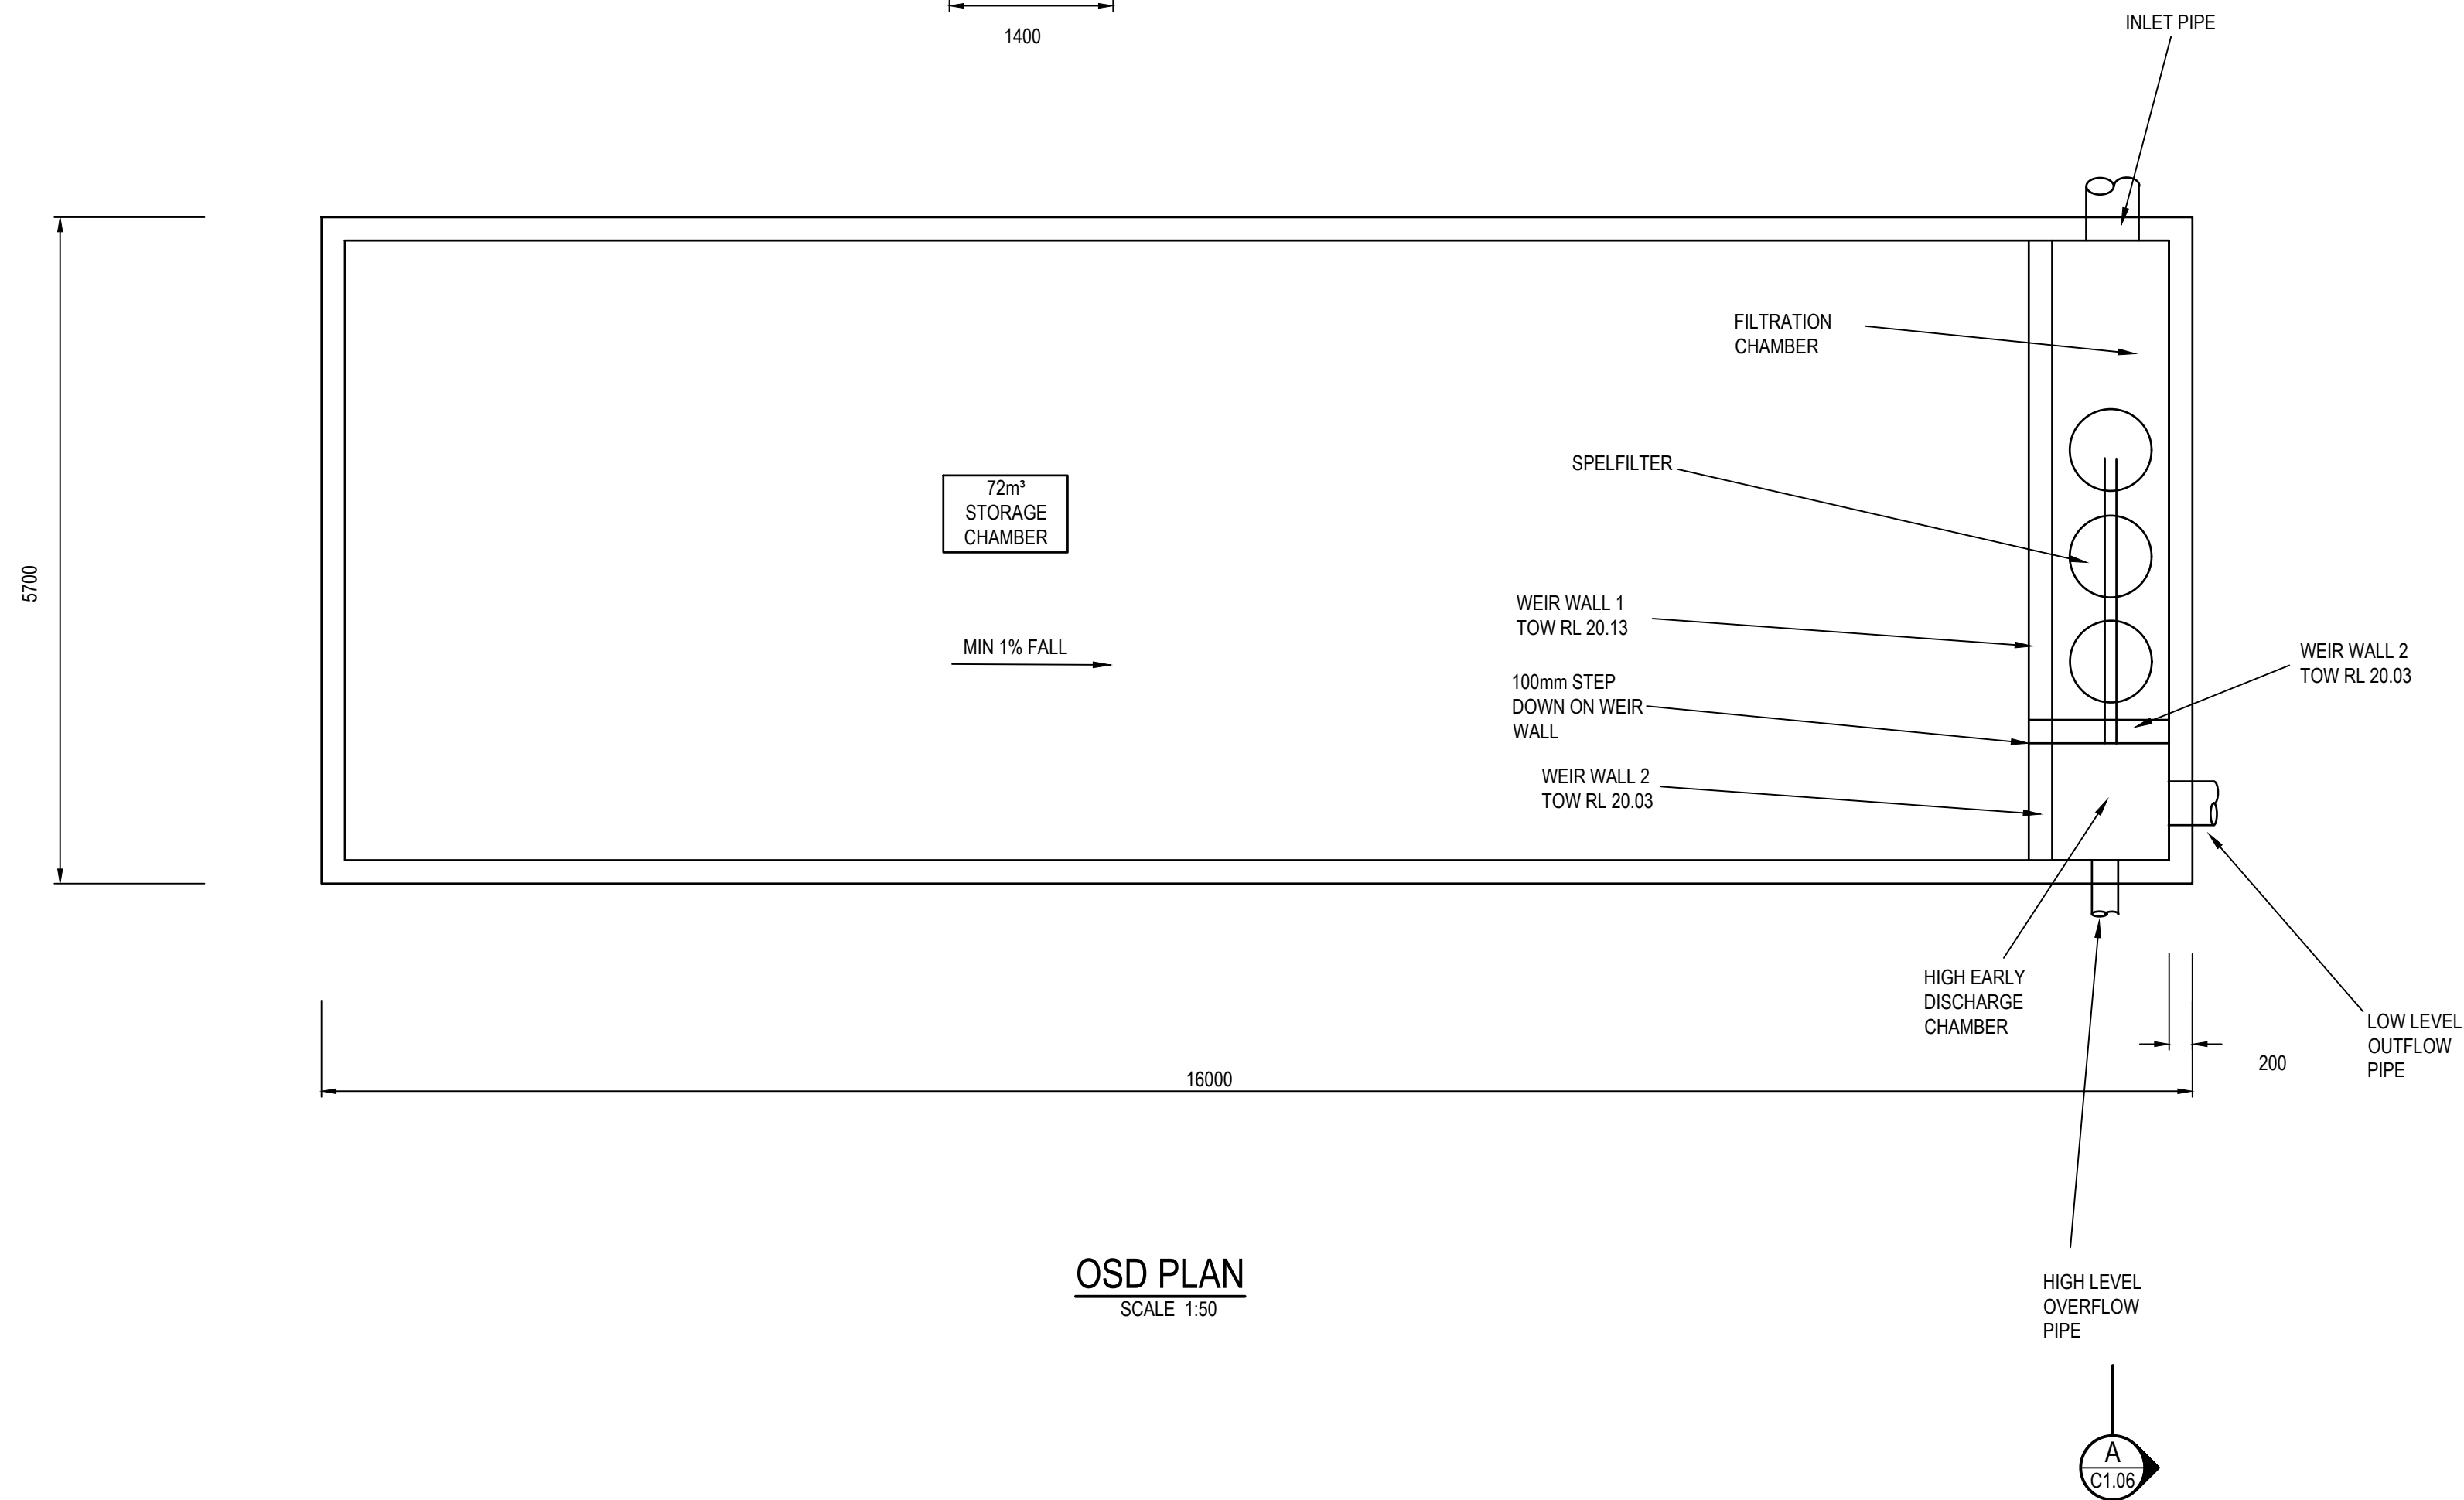 1400
INLET PIPE
FILTRATION
CHAMBER
SPELFILTER
72m³
STORAGE
CHAMBER
5700
MIN 1% FALL
WEIR WALL 1
TOW RL 20.13
WEIR WALL 2
TOW RL 20.03
100mm STEP
DOWN ON WEIR
WALL
WEIR WALL 2
TOW RL 20.03
HIGH EARLY
DISCHARGE
CHAMBER
LOW LEVEL
OUTFLOW
PIPE
200
16000
OSD PLAN
SCALE 1:50
HIGH LEVEL
OVERFLOW
PIPE
A
C1.06